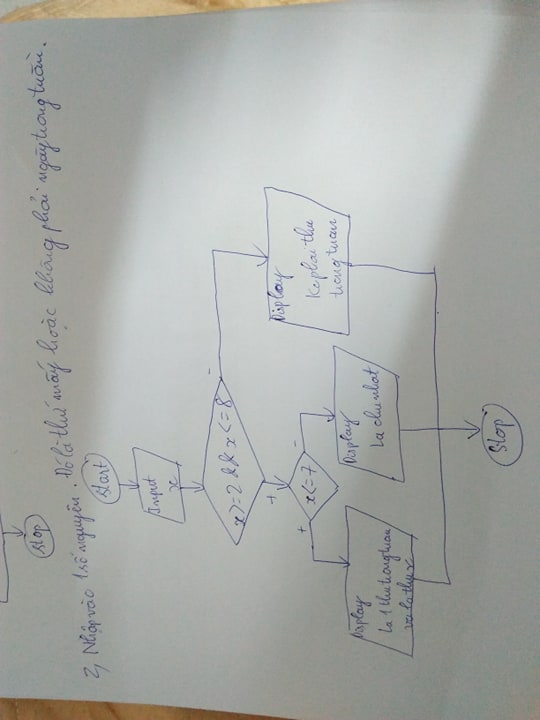 Stop
2, Nhập vào 1 số nguyên. Đó là thứ mấy hoặc không phải ngày trong tuần.
Start
Input
x
x >= 2 && x <= 8
-
+
x <= 7
+
-
Display
la 1 thu trong tuan
va la thu x
Display
la chu nhat
Display
K phai thu
trong tuan
Stop